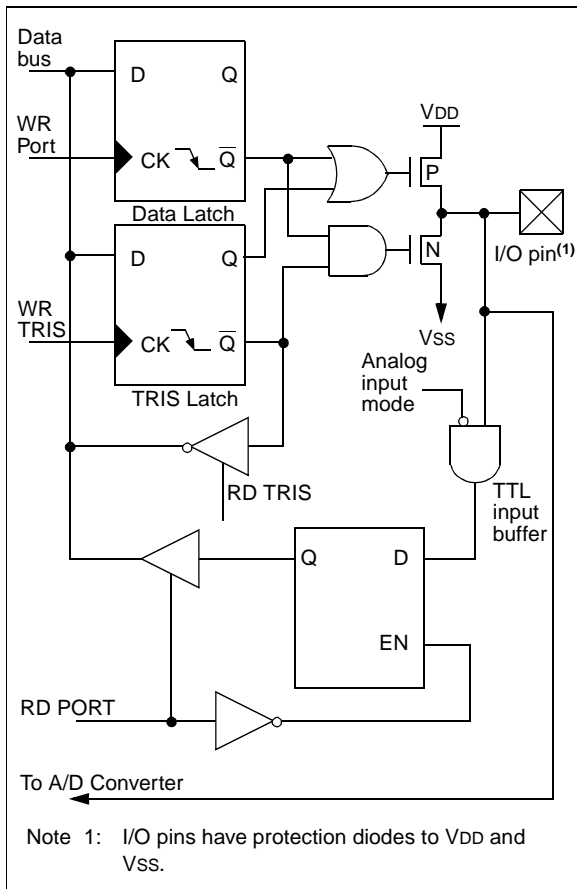 Data
bus
D
Q
VDD
WR
Port
CK
Q
P
Data Latch
D
Q
N
I/O pin(1)
WR
TRIS
CK
Q
VSS
TRIS Latch
Analog
input
mode
RD TRIS
TTL
input
buffer
Q
D
EN
RD PORT
To A/D Converter
Note 1: I/O pins have protection diodes to VDD and
VSS.